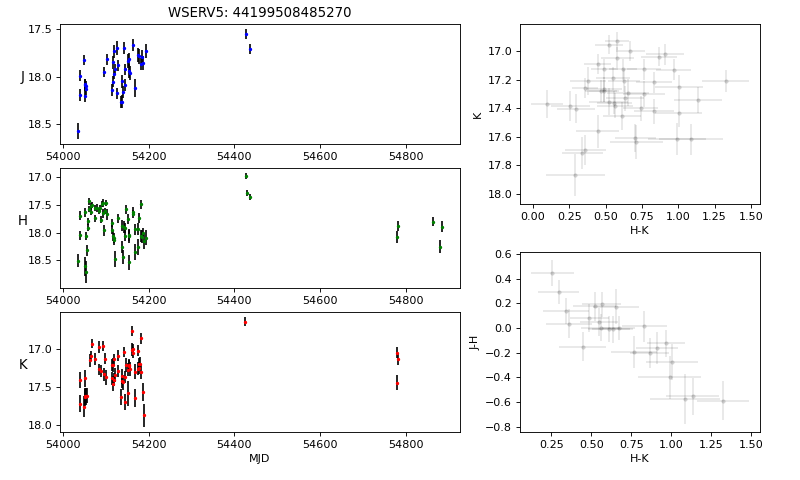 WSERV5: 44199508485270
17.5
J 18.0
18.5
54000 54200 54400 54600 54800
17.0
17.5
H 18.0
18.5
54000 54200 54400 54600 54800
17.0
K 17.5
18.0
54000 54200 54400 54600 54800
MJD
17.0
17.2
17.4
17.6
17.8
18.0
K
0.00 0.25 0.50 0.75 1.00 1.25 1.50
H-K
0.6
0.4
0.2
0.0
−0.2
−0.4
−0.6
−0.8
J-H
0.25 0.50 0.75 1.00 1.25 1.50
H-K